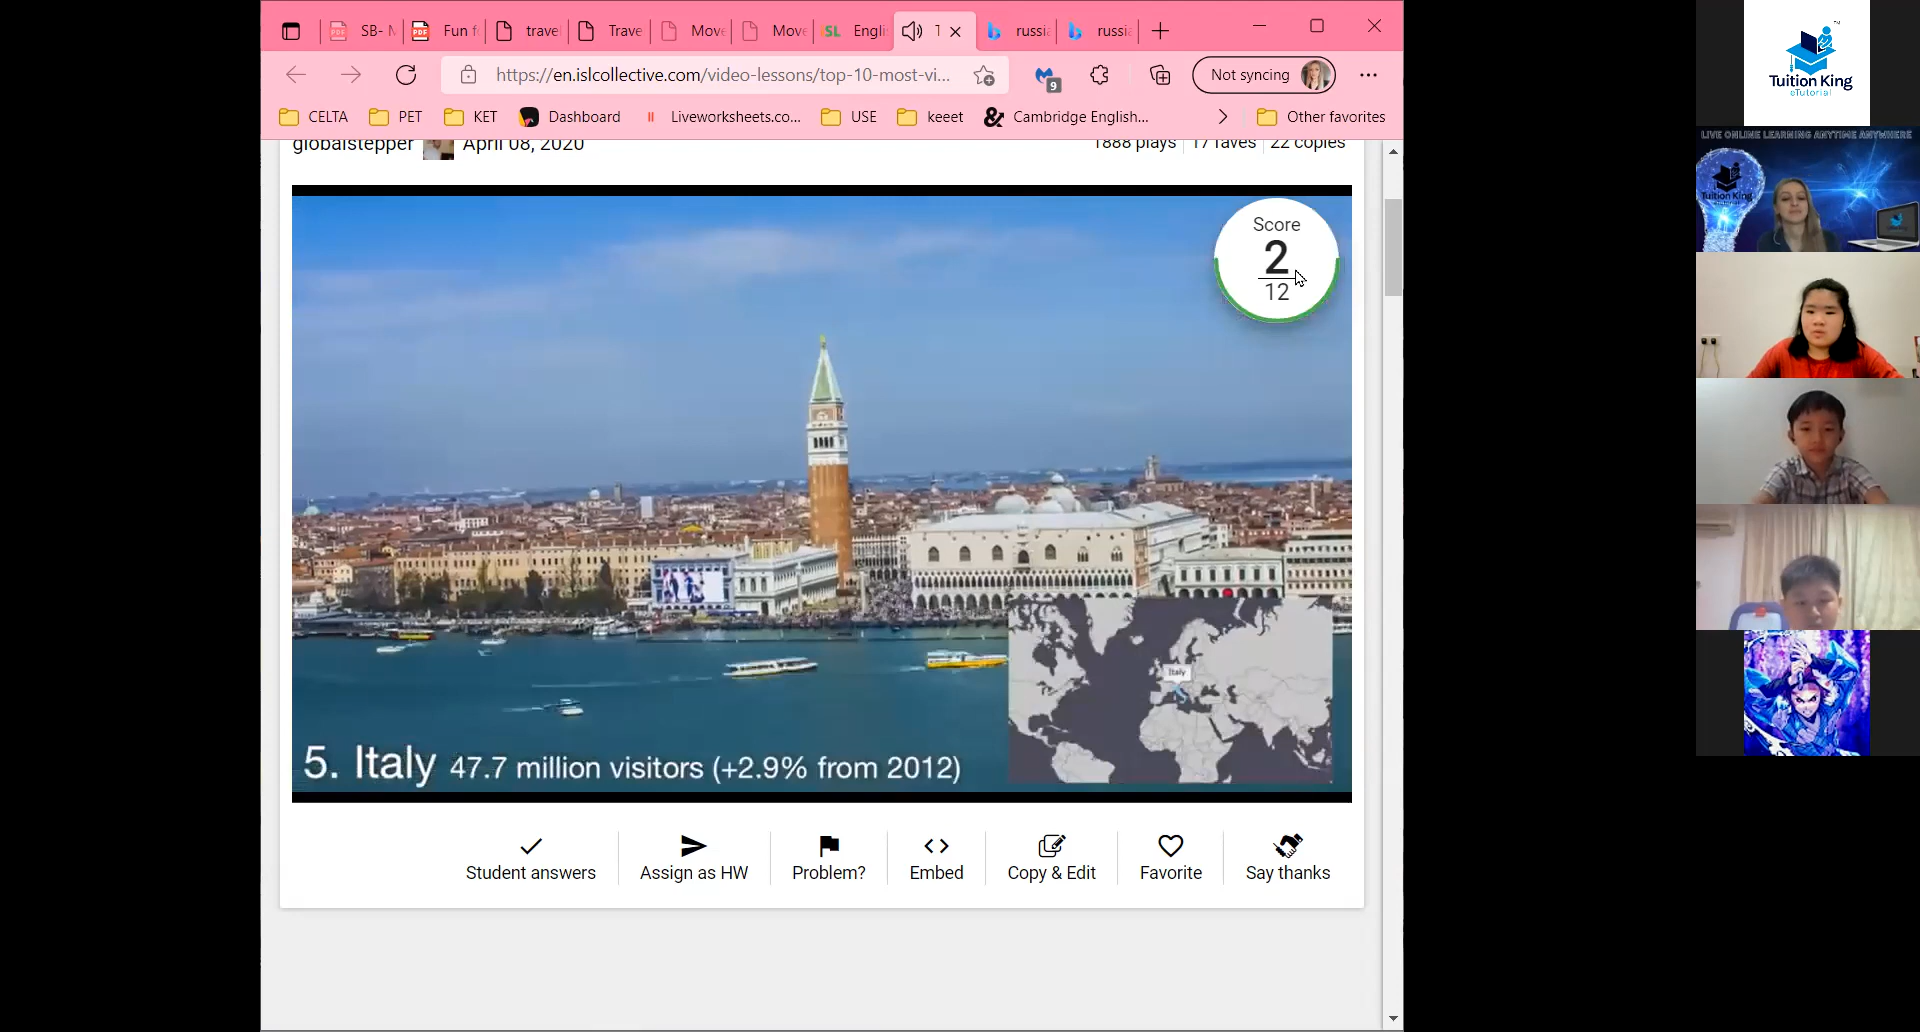 SB- M
Fun f
trave
Trave
Move
Move
iSL Engli
T
russia
russia
https://en.islcollective.com/video-lessons/top-10-most-vi...
9
Not syncing
CELTA PET KET Dashboard Liveworksheets.co... USE keeet Cambridge English... Other favorites
globalstepper April 08, 2020 1888 plays 17 faves 22 copies
Score
2
12
Italy
5. Italy 47.7 million visitors (+2.9% from 2012)
Student answers Assign as HW Problem? Embed Copy & Edit Favorite Say thanks
Tuition King
eTutorial
LIVE ONLINE LEARNING ANYTIME ANYWHERE
Tuition King